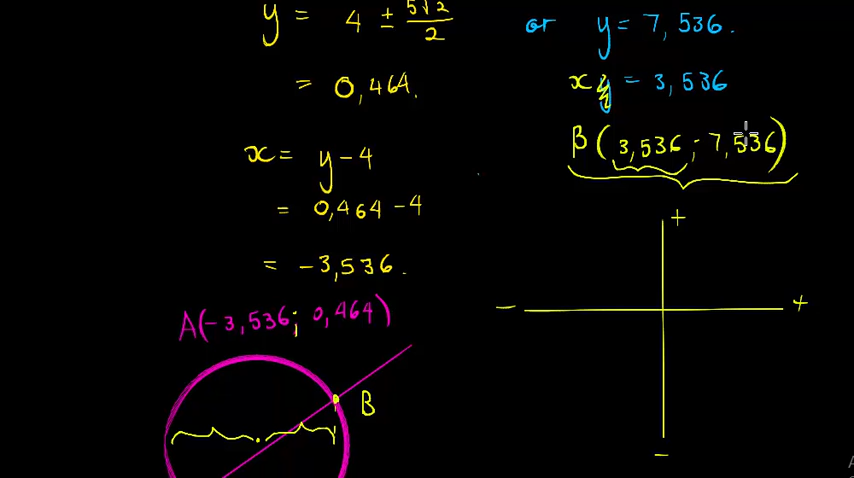 y = 4 ± 5√2/2
= 0,464.
x = y – 4
= 0,464 – 4
= –3,536.
A(–3,536; 0,464)
B
or y = 7,536.
x = 3,536
B(3,536; 7,536)
+
– +
–